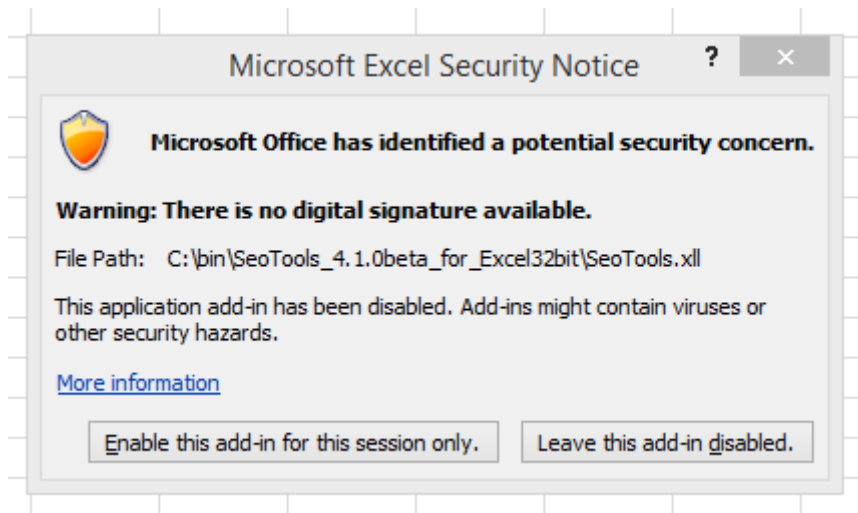 Microsoft Excel Security Notice ? ×
Microsoft Office has identified a potential security concern.
Warning: There is no digital signature available.
File Path: C:\bin\SeoTools_4.1.0beta_for_Excel32bit\SeoTools.xll
This application add-in has been disabled. Add-ins might contain viruses or
other security hazards.
More information
Enable this add-in for this session only. Leave this add-in disabled.